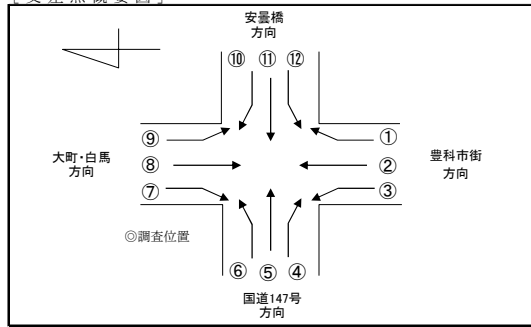 [交差点概要図]
安曇橋
方向
⑩ ⑪ ⑫
⑨ ①
大町・白馬
方向
⑧ ②
豊科市街
方向
⑦ ③
◎調査位置
⑥ ⑤ ④
国道147号
方向